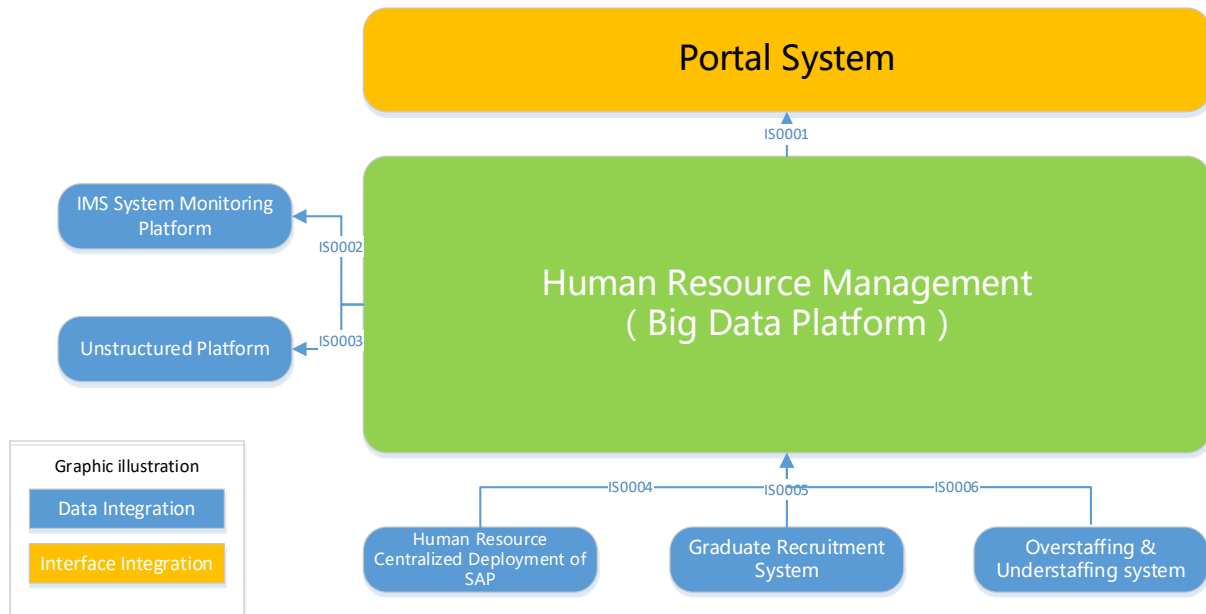 Portal System
IS0001
Human Resource Management
( Big Data Platform )
IMS System Monitoring
Platform
IS0002
Unstructured Platform
IS0003
Graphic illustration
Data Integration
Interface Integration
IS0004
IS0005
IS0006
Human Resource
Centralized Deployment of
SAP
Graduate Recruitment
System
Overstaffing &
Understaffing system